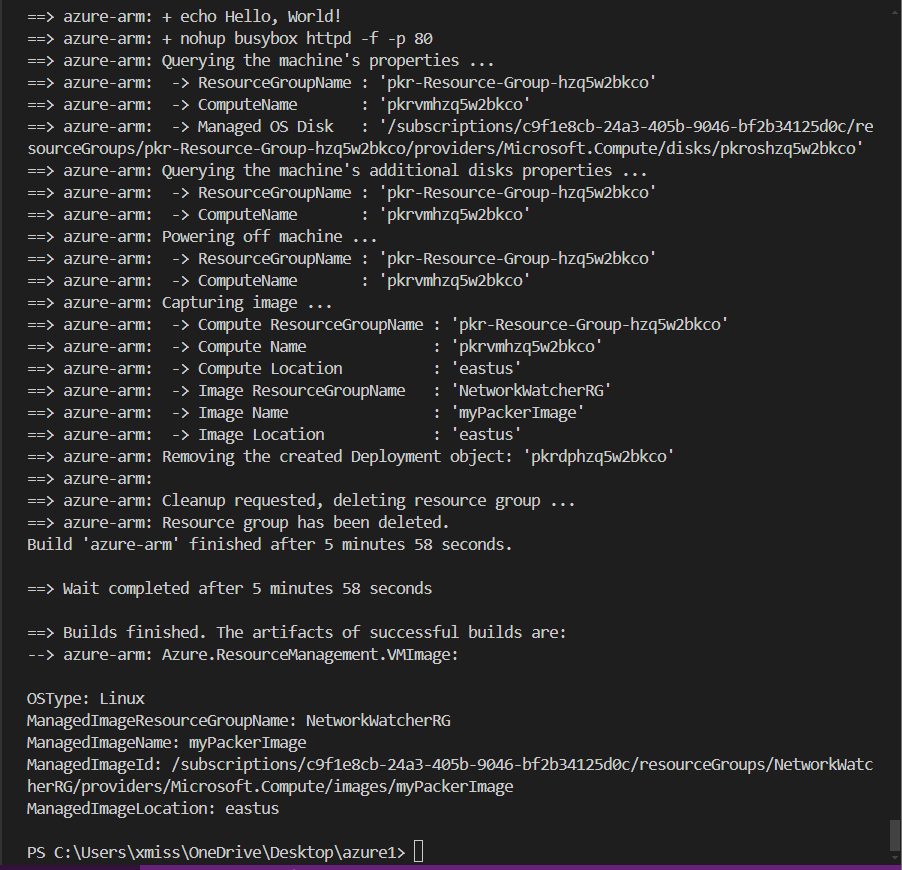 ==> azure-arm: + echo Hello, World!
==> azure-arm: + nohup busybox httpd -f -p 80
==> azure-arm: Querying the machine's properties ...
==> azure-arm:  -> ResourceGroupName : 'pkr-Resource-Group-hzq5w2bkco'
==> azure-arm:  -> ComputeName       : 'pkrvmhzq5w2bkco'
==> azure-arm:  -> Managed OS Disk   : '/subscriptions/c9f1e8cb-24a3-405b-9046-bf2b34125d0c/re
sourceGroups/pkr-Resource-Group-hzq5w2bkco/providers/Microsoft.Compute/disks/pkroshzq5w2bkco'
==> azure-arm: Querying the machine's additional disks properties ...
==> azure-arm:  -> ResourceGroupName : 'pkr-Resource-Group-hzq5w2bkco'
==> azure-arm:  -> ComputeName       : 'pkrvmhzq5w2bkco'
==> azure-arm: Powering off machine ...
==> azure-arm:  -> ResourceGroupName : 'pkr-Resource-Group-hzq5w2bkco'
==> azure-arm:  -> ComputeName       : 'pkrvmhzq5w2bkco'
==> azure-arm: Capturing image ...
==> azure-arm:  -> Compute ResourceGroupName : 'pkr-Resource-Group-hzq5w2bkco'
==> azure-arm:  -> Compute Name              : 'pkrvmhzq5w2bkco'
==> azure-arm:  -> Compute Location          : 'eastus'
==> azure-arm:  -> Image ResourceGroupName   : 'NetworkWatcherRG'
==> azure-arm:  -> Image Name                : 'myPackerImage'
==> azure-arm:  -> Image Location            : 'eastus'
==> azure-arm: Removing the created Deployment object: 'pkrdphzq5w2bkco'
==> azure-arm:
==> azure-arm: Cleanup requested, deleting resource group ...
==> azure-arm: Resource group has been deleted.
Build 'azure-arm' finished after 5 minutes 58 seconds.
==> Wait completed after 5 minutes 58 seconds
==> Builds finished. The artifacts of successful builds are:
--> azure-arm: Azure.ResourceManagement.VMImage:
OSType: Linux
ManagedImageResourceGroupName: NetworkWatcherRG
ManagedImageName: myPackerImage
ManagedImageId: /subscriptions/c9f1e8cb-24a3-405b-9046-bf2b34125d0c/resourceGroups/NetworkWatc
herRG/providers/Microsoft.Compute/images/myPackerImage
ManagedImageLocation: eastus
PS C:\Users\xmiss\OneDrive\Desktop\azure1>